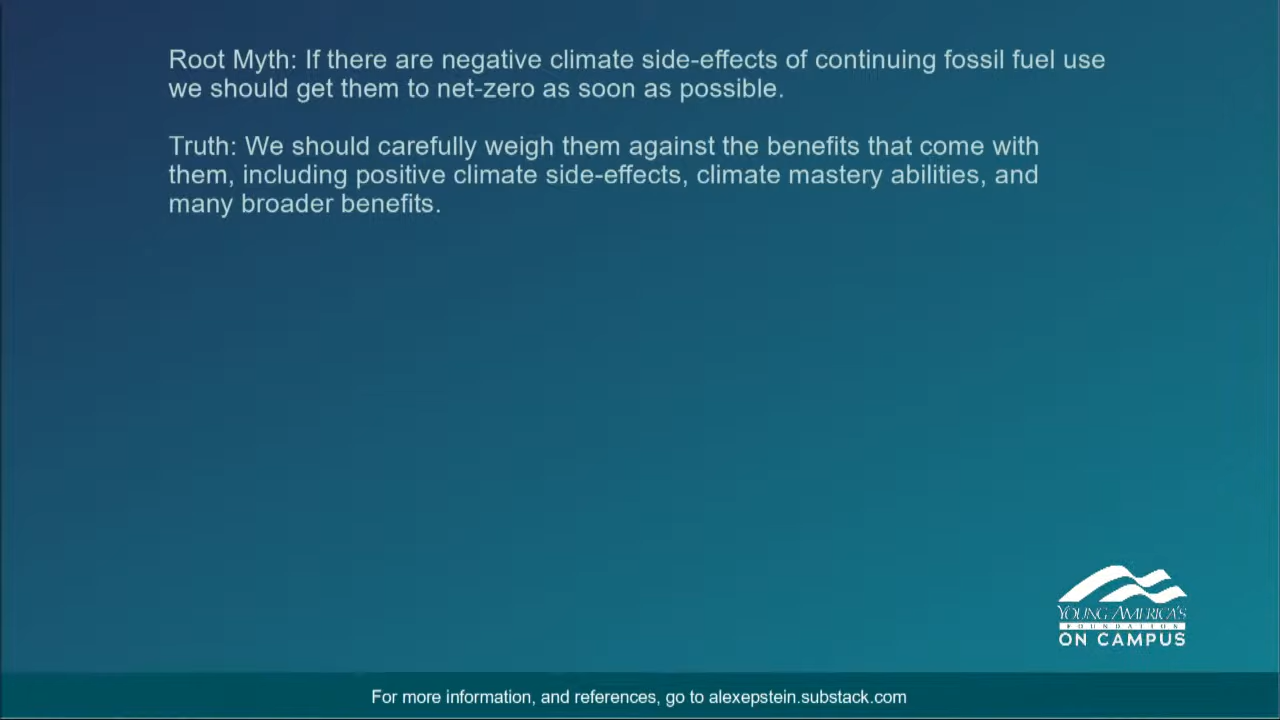 Root Myth: If there are negative climate side-effects of continuing fossil fuel use
we should get them to net-zero as soon as possible.
Truth: We should carefully weigh them against the benefits that come with
them, including positive climate side-effects, climate mastery abilities, and
many broader benefits.
YOUNG AMERICA'S
FOUNDATION
ON CAMPUS
For more information, and references, go to alexepstein.substack.com